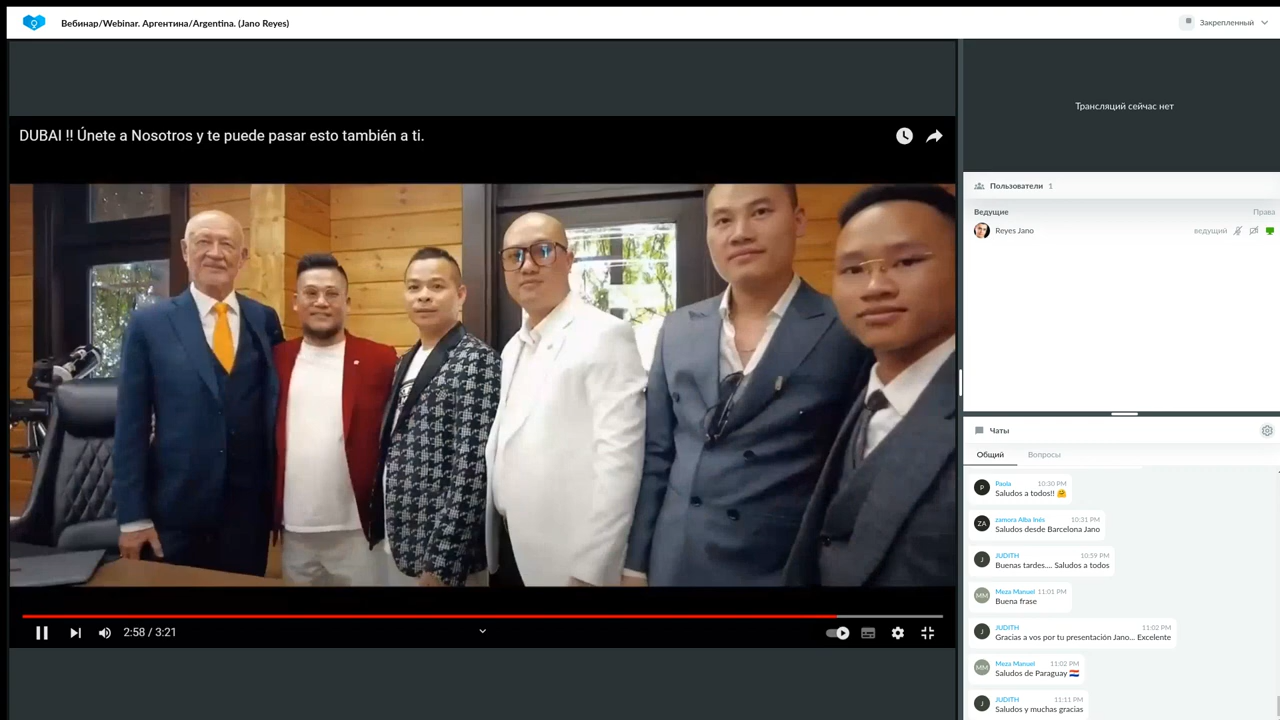 Вебинар/Webinar. Аргентина/Argentina. (Jano Reyes)
Закрепленный
DUBAI !! Únete a Nosotros y te puede pasar esto también a ti.
2:58 / 3:21
Трансляций сейчас нет
Пользователи 1
Ведущие Права
Reyes Jano ведущий
Чаты
Общий Вопросы
P Paola 10:30 PM
Saludos a todos!! 🤗
ZA zamora Alba Inés 10:31 PM
Saludos desde Barcelona Jano
J JUDITH 10:59 PM
Buenas tardes.... Saludos a todos
MM Meza Manuel 11:01 PM
Buena frase
J JUDITH 11:02 PM
Gracias a vos por tu presentación Jano... Excelente
MM Meza Manuel 11:02 PM
Saludos de Paraguay 🇵🇾
J JUDITH 11:11 PM
Saludos y muchas gracias